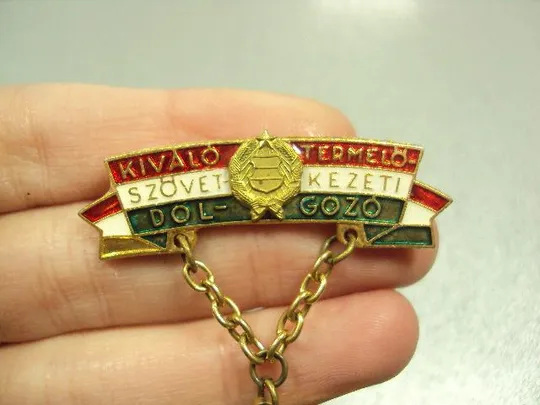 KIVÁLÓ TERMELŐ-
SZÖVET- KEZETI
DOL- GOZÓ